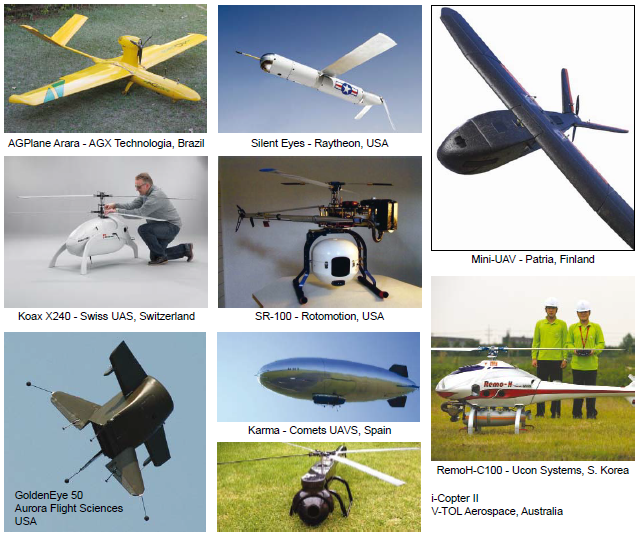 AGPlane Arara - AGX Technologia, Brazil
Silent Eyes - Raytheon, USA
Mini-UAV - Patria, Finland
Koax X240 - Swiss UAS, Switzerland
SR-100 - Rotomotion, USA
Karma - Comets UAVS, Spain
Remo-H
RemoH-C100 - Ucon Systems, S. Korea
GoldenEye 50
Aurora Flight Sciences
USA
i-Copter II
V-TOL Aerospace, Australia